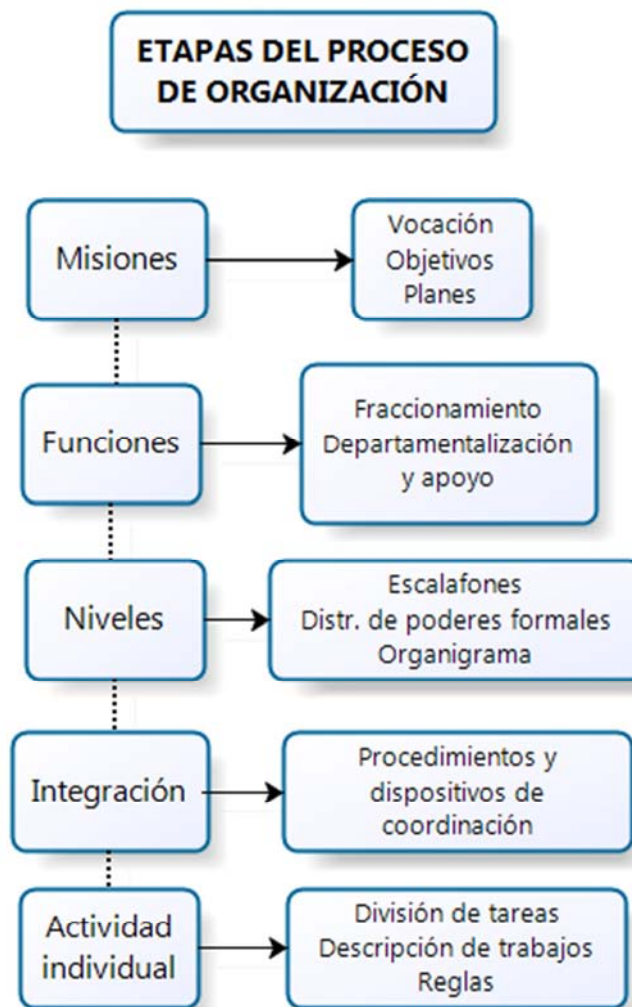 ETAPAS DEL PROCESO
DE ORGANIZACIÓN
Misiones
Vocación
Objetivos
Planes
Funciones
Fraccionamiento
Departamentalización
y apoyo
Niveles
Escalafones
Distr. de poderes formales
Organigrama
Integración
Procedimientos y
dispositivos de
coordinación
Actividad
individual
División de tareas
Descripción de trabajos
Reglas